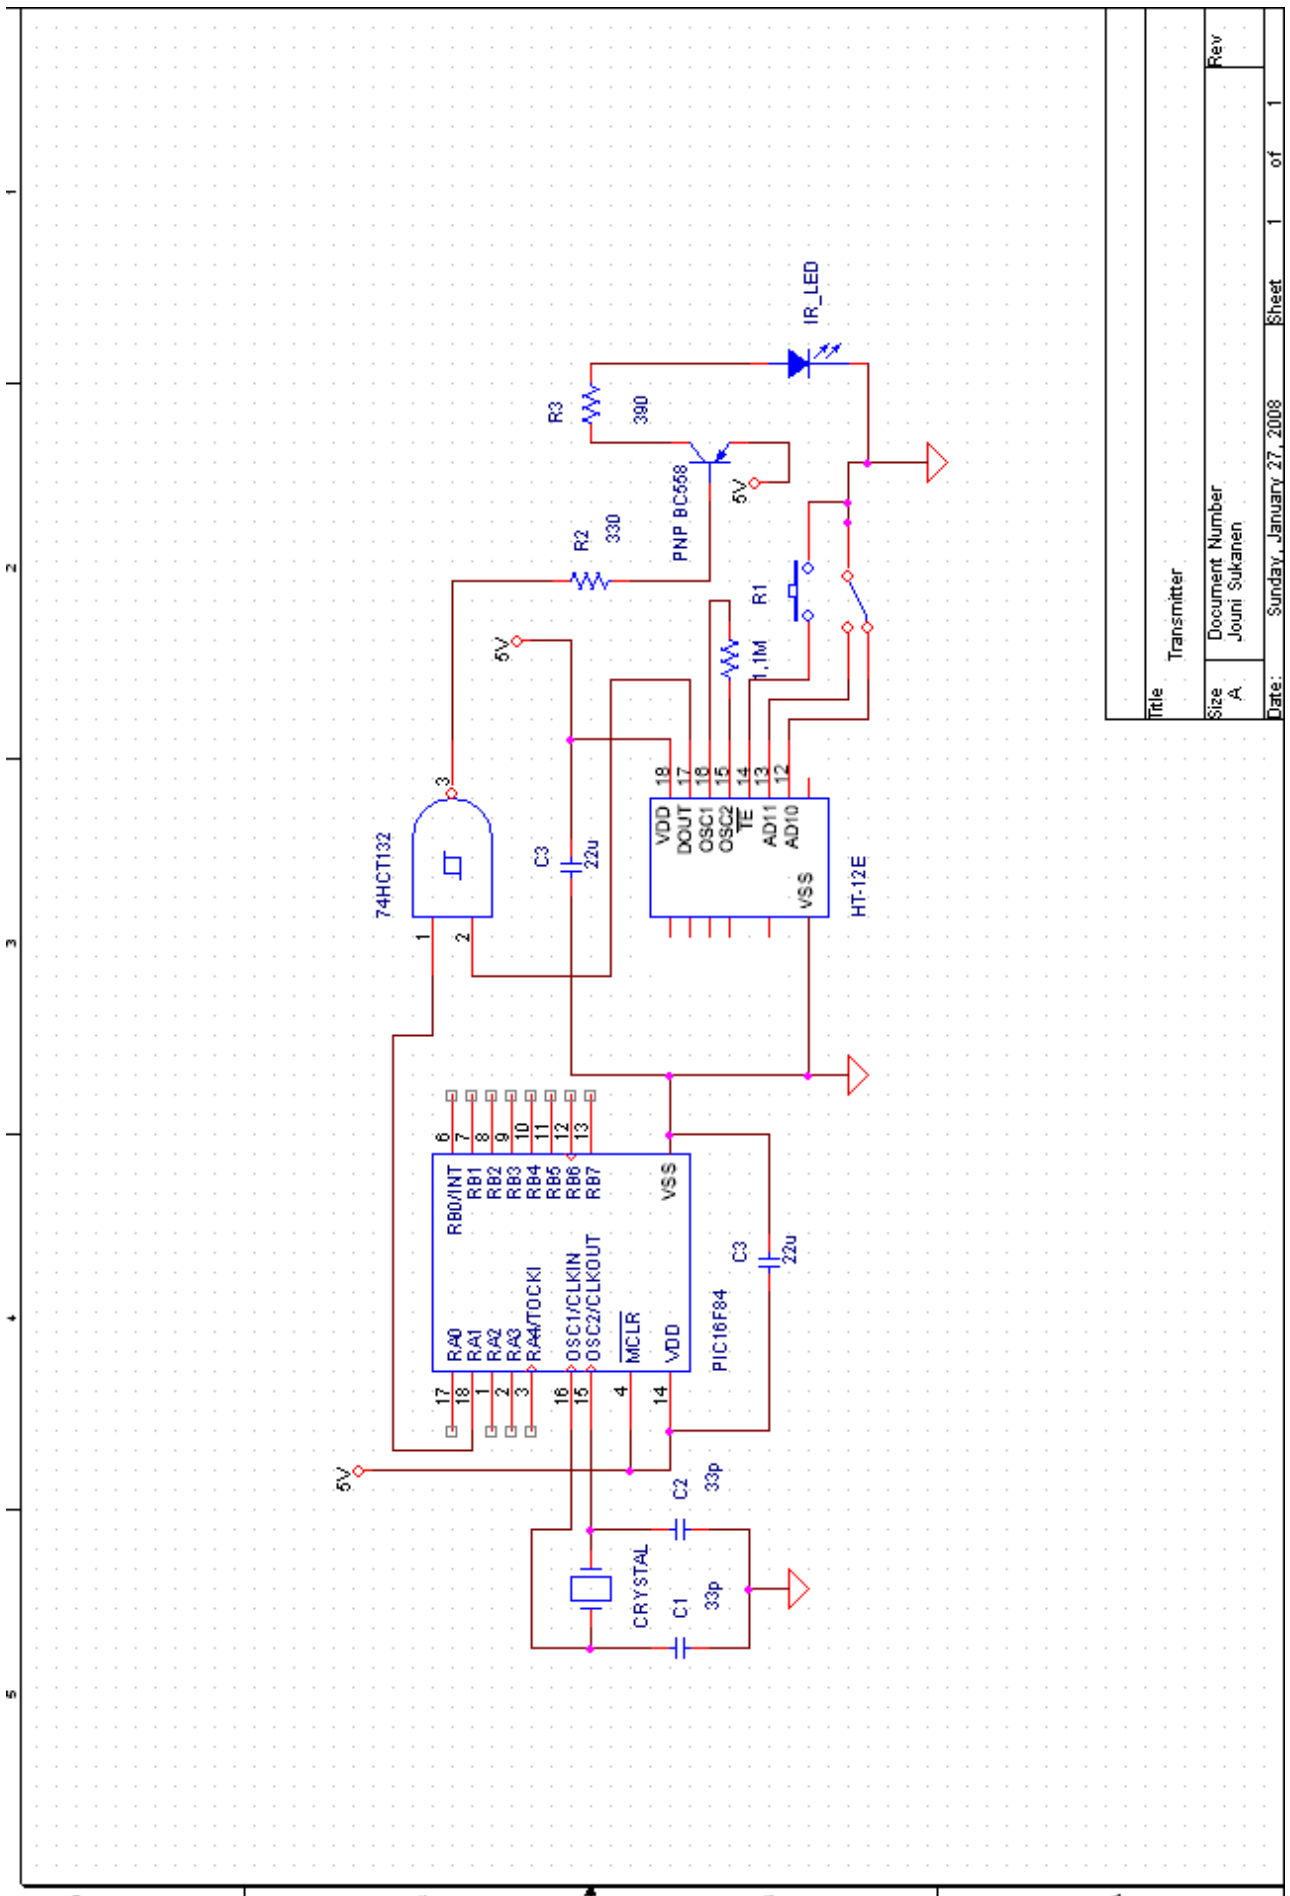 5
4
3
2
1
5V
CRYSTAL
C1
33p
C2
33p
17
18
1
2
3
16
15
4
14
RA0
RA1
RA2
RA3
RA4/TOCKI
OSC1/CLKIN
OSC2/CLKOUT
MCLR
VDD
RB0/INT
RB1
RB2
RB3
RB4
RB5
RB6
RB7
VSS
6
7
8
9
10
11
12
13
PIC16F84
C3
22u
74HCT132
1
2
3
C3
22u
5V
VDD
DOUT
OSC1
OSC2
TE
AD11
AD10
VSS
18
17
16
15
14
13
12
HT-12E
1,1M
R1
R2
330
PNP BC558
5V
R3
390
IR_LED
Title
Transmitter
Size
A
Document Number
Jouni Sukanen
Rev
Date: Sunday, January 27, 2008 Sheet 1 of 1